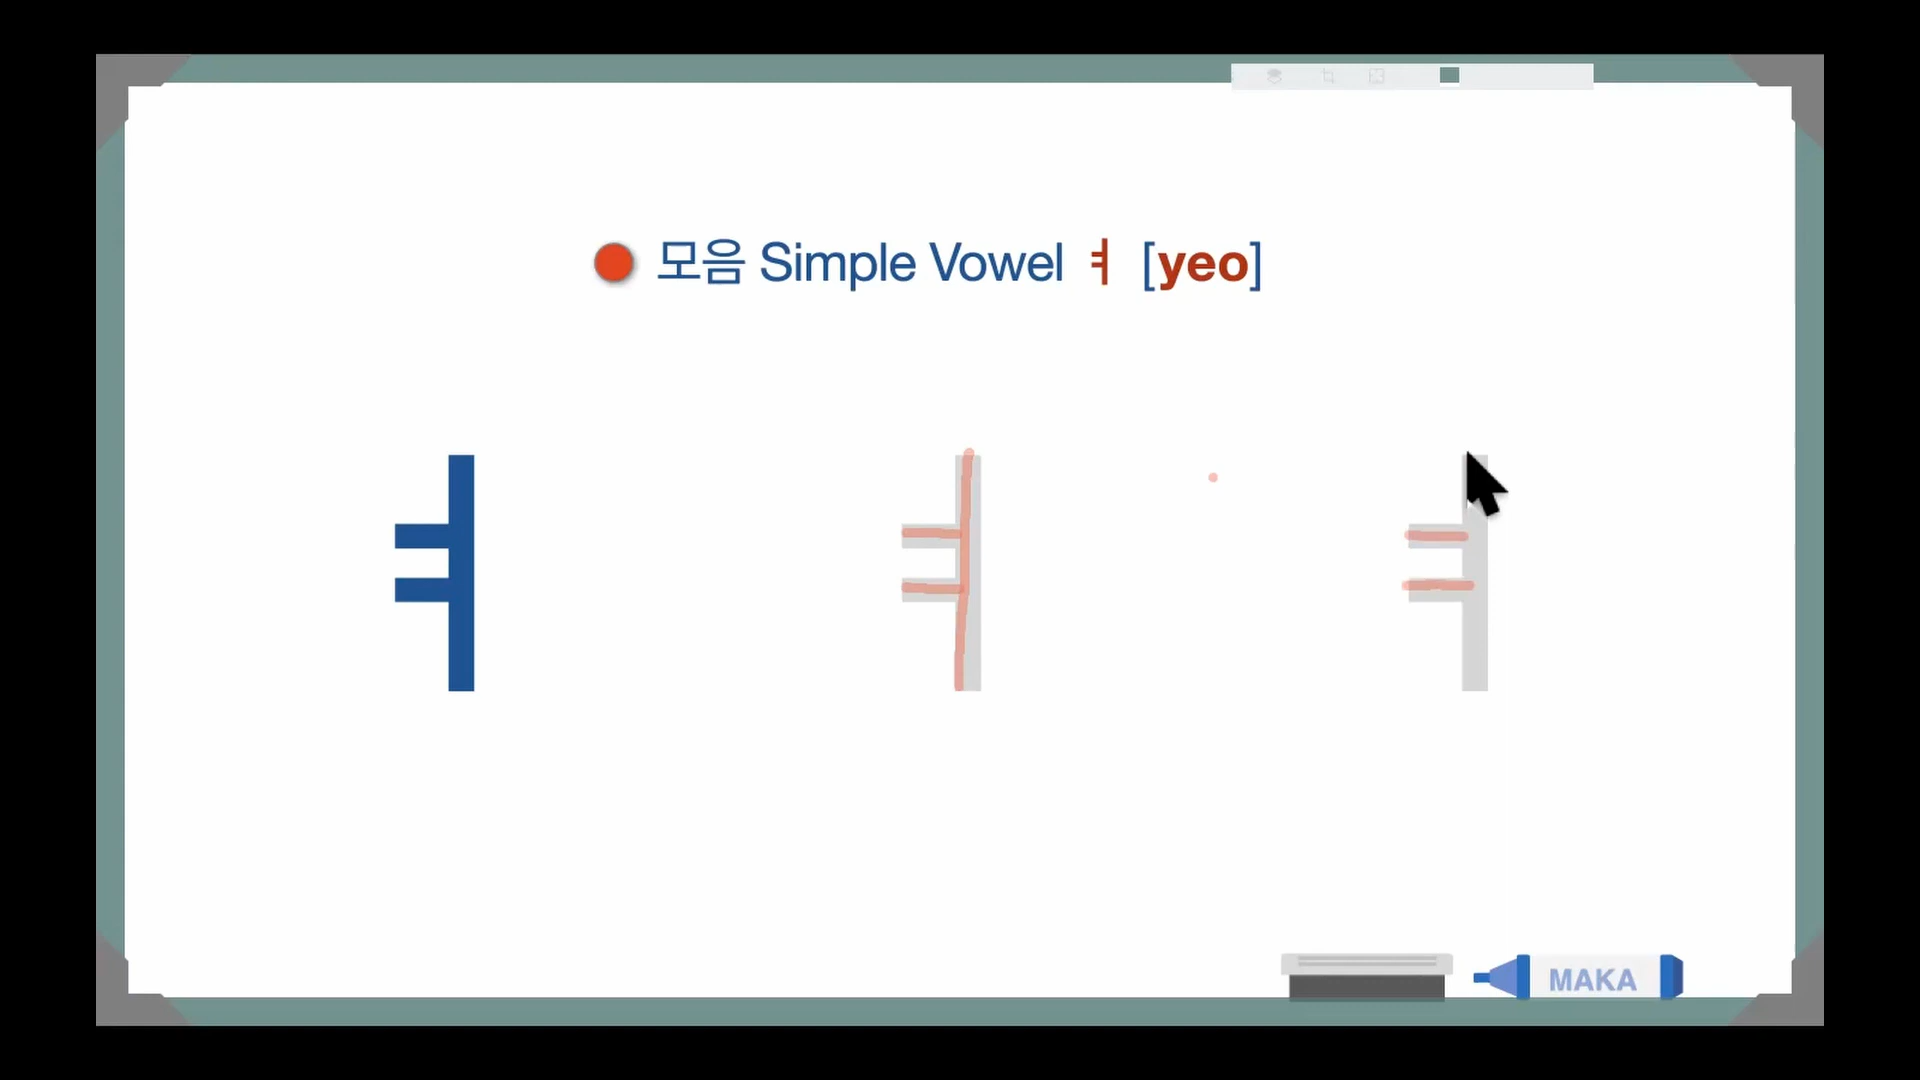 모음 Simple Vowel ㅕ [yeo]
ㅕ ㅕ ㅕ
MAKA